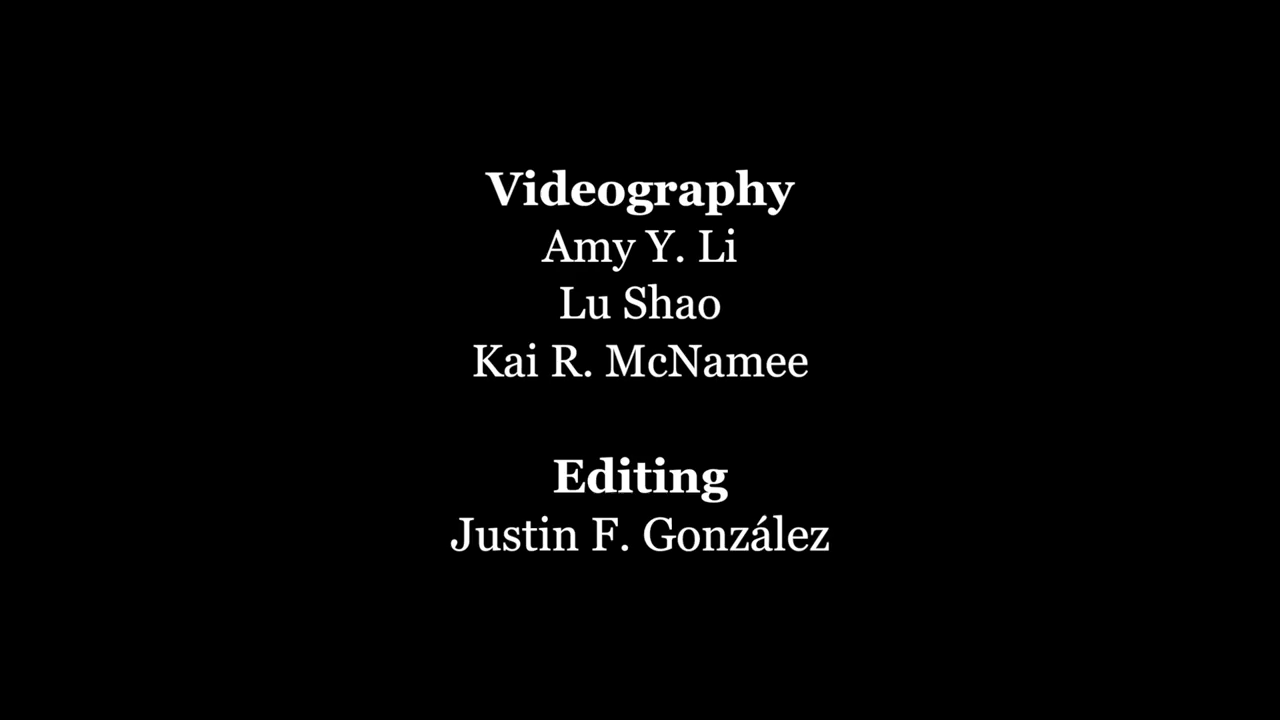 Videography
Amy Y. Li
Lu Shao
Kai R. McNamee
Editing
Justin F. González